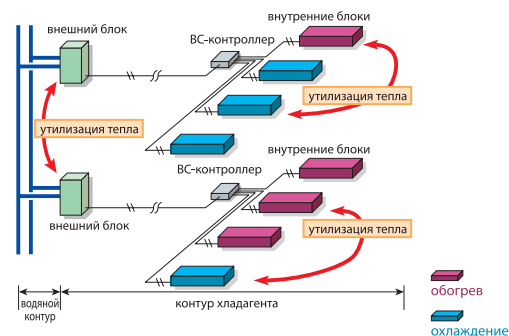 внешний блок
ВС-контроллер
внутренние блоки
утилизация тепла
утилизация тепла
ВС-контроллер
внутренние блоки
внешний блок
утилизация тепла
водяной
контур
контур хладагента
обогрев
охлаждение